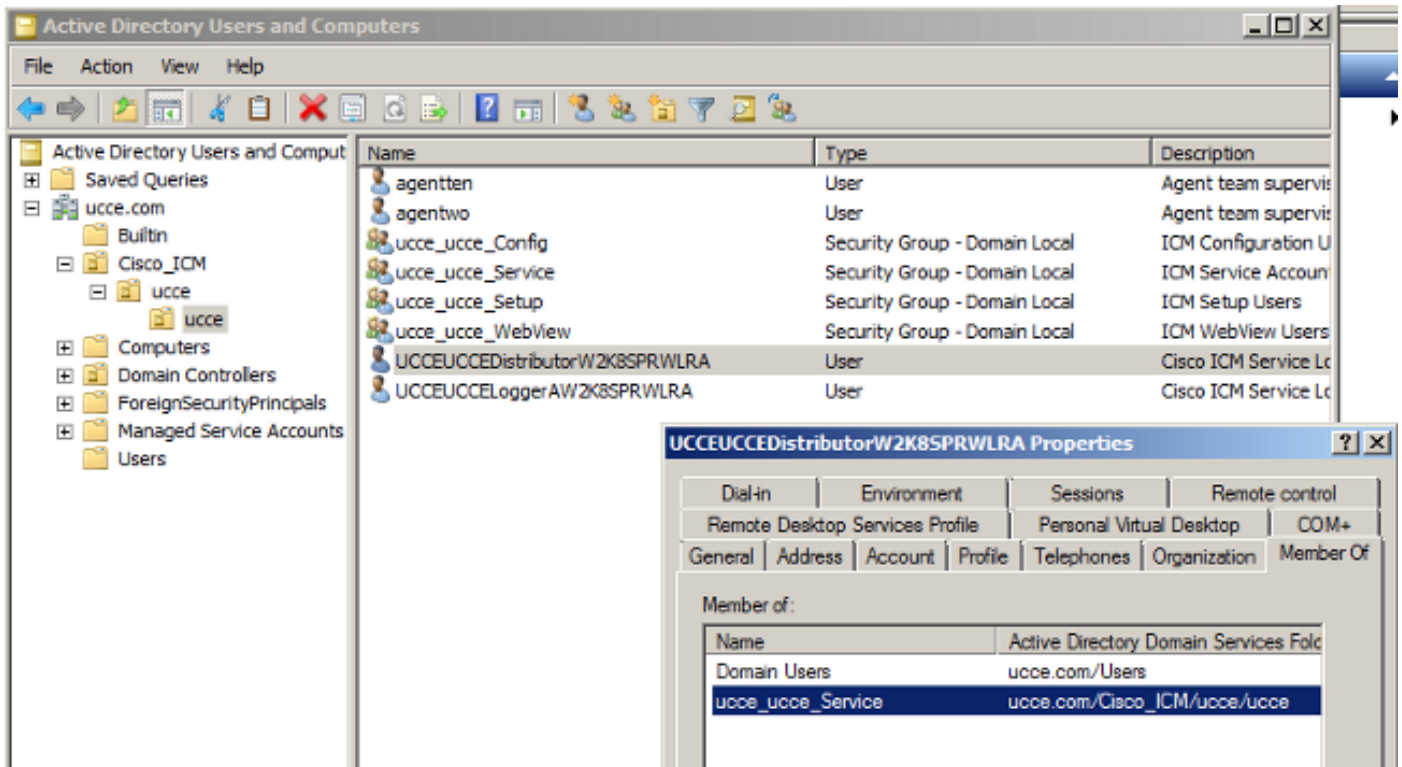 Active Directory Users and Computers
File Action View Help
Active Directory Users and Comput
Saved Queries
ucce.com
Builtin
Cisco_ICM
ucce
ucce
Computers
Domain Controllers
ForeignSecurityPrincipals
Managed Service Accounts
Users
Name Type Description
agentten User Agent team supervis
agentwo User Agent team supervis
ucce_ucce_Config Security Group - Domain Local ICM Configuration U
ucce_ucce_Service Security Group - Domain Local ICM Service Account
ucce_ucce_Setup Security Group - Domain Local ICM Setup Users
ucce_ucce_WebView Security Group - Domain Local ICM WebView Users
UCCEUCCEDistributorW2K8SPRWLRA User Cisco ICM Service Lo
UCCEUCCELoggerAW2K8SPRWLRA User Cisco ICM Service Lo
UCCEUCCEDistributorW2K8SPRWLRA Properties
Dial-in Environment Sessions Remote control
Remote Desktop Services Profile Personal Virtual Desktop COM+
General Address Account Profile Telephones Organization Member Of
Member of:
Name Active Directory Domain Services Fold
Domain Users ucce.com/Users
ucce_ucce_Service ucce.com/Cisco_ICM/ucce/ucce